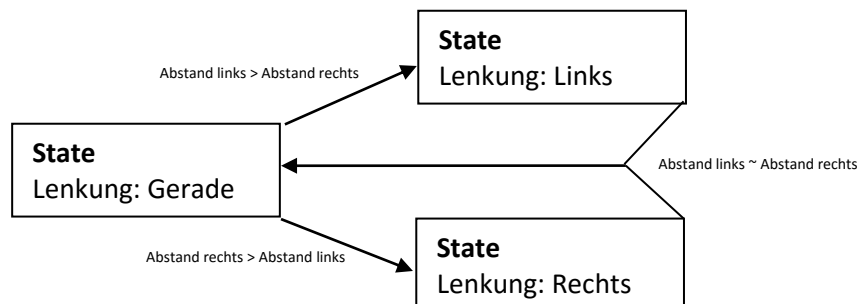 State
Lenkung: Links
Abstand links > Abstand rechts
State
Lenkung: Gerade
Abstand links ~ Abstand rechts
Abstand rechts > Abstand links
State
Lenkung: Rechts